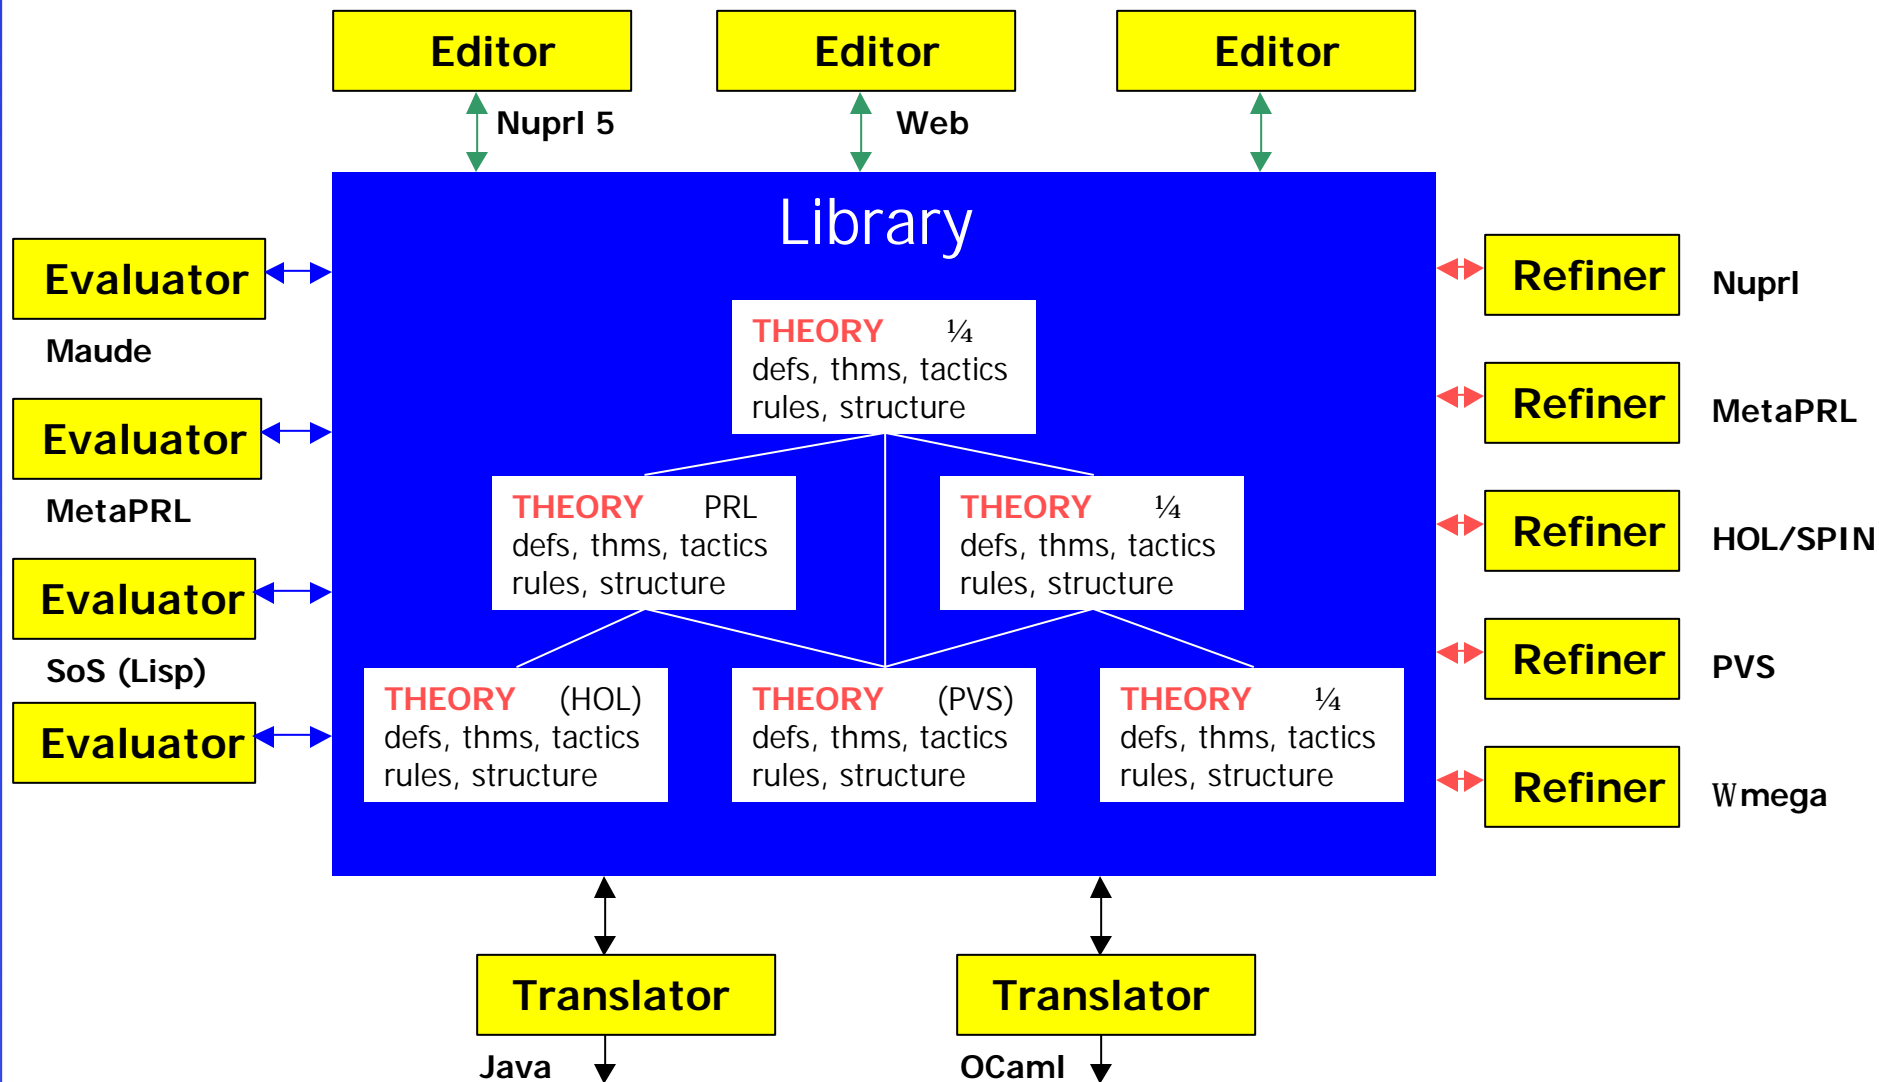 Editor
Editor
Editor
Nuprl 5
Web
Library
Evaluator
Maude
Evaluator
MetaPRL
Evaluator
SoS (Lisp)
Evaluator
THEORY ¼
defs, thms, tactics
rules, structure
THEORY PRL
defs, thms, tactics
rules, structure
THEORY ¼
defs, thms, tactics
rules, structure
THEORY (HOL)
defs, thms, tactics
rules, structure
THEORY (PVS)
defs, thms, tactics
rules, structure
THEORY ¼
defs, thms, tactics
rules, structure
Refiner Nuprl
Refiner MetaPRL
Refiner HOL/SPIN
Refiner PVS
Refiner Wmega
Translator
Java
Translator
OCaml